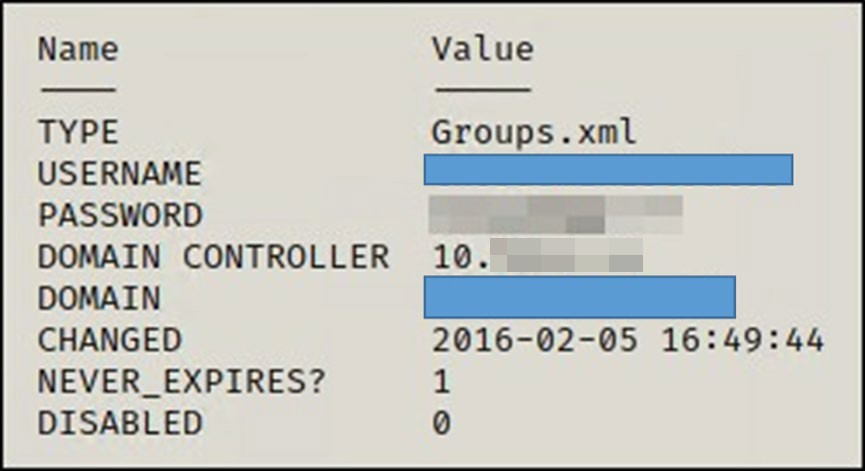 Name Value
TYPE Groups.xml
USERNAME
PASSWORD
DOMAIN CONTROLLER 10.
DOMAIN
CHANGED 2016-02-05 16:49:44
NEVER_EXPIRES? 1
DISABLED 0